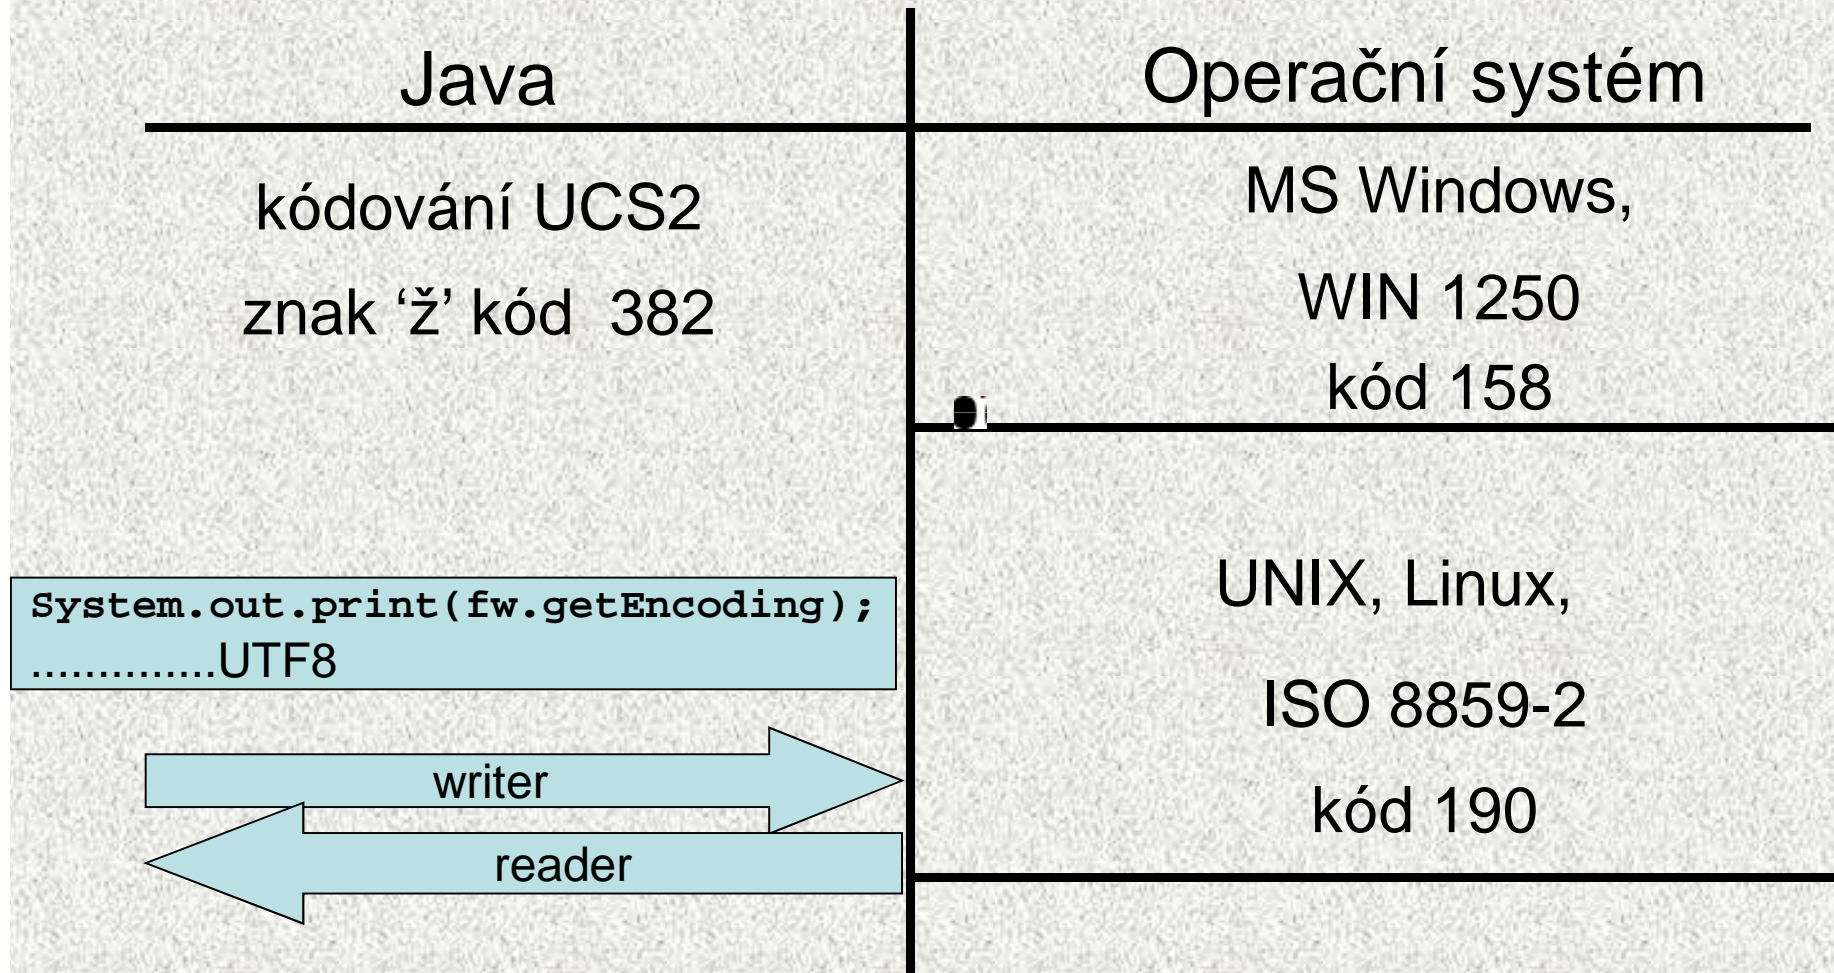 Java
kódování UCS2
znak ‘ž’ kód 382
System.out.print(fw.getEncoding);
..............UTF8
writer
reader
Operační systém
MS Windows,
WIN 1250
kód 158
UNIX, Linux,
ISO 8859-2
kód 190